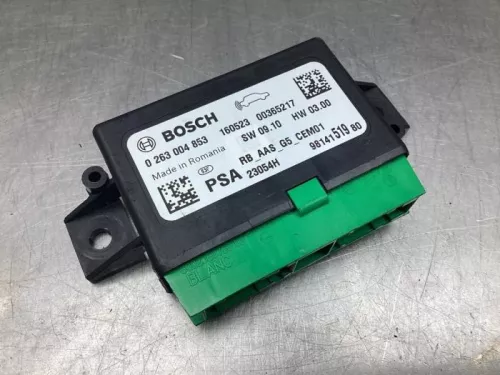 BOSCH
0 263 004 853
Made in Romania
160523 00365217
SW 09.10 HW 03.00
PSA
RB_AAS_G5_CEM01
23054H
98141519 80
BLANC